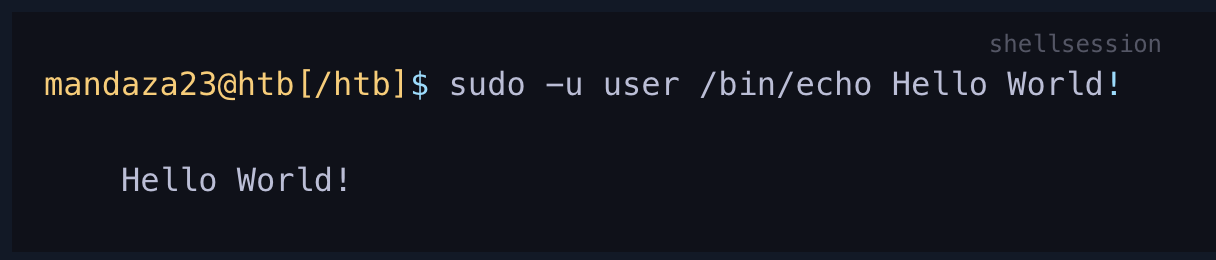 shellsession
mandaza23@htb[/htb]$ sudo -u user /bin/echo Hello World!
Hello World!